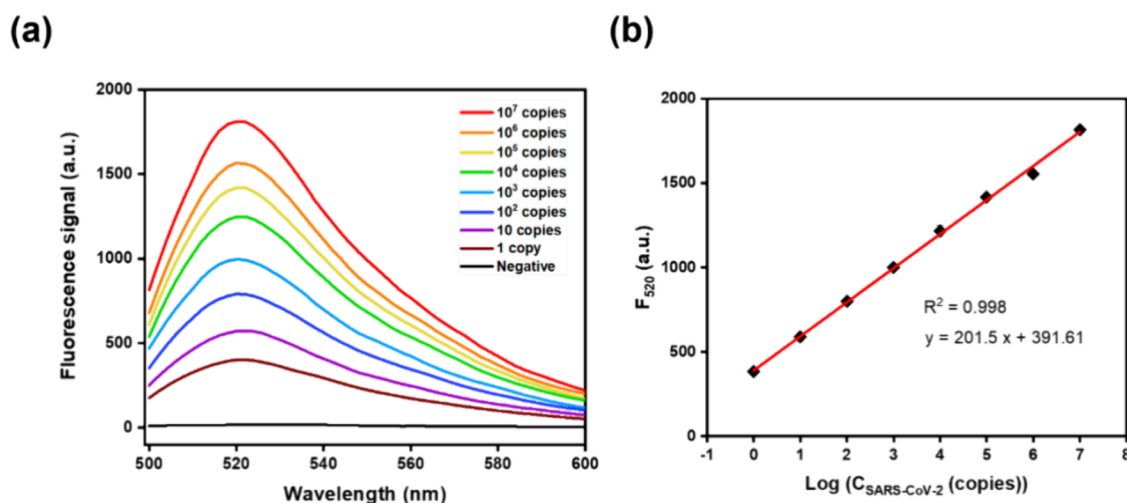 (a)
(b)
2000
1500
1000
500
0
Fluorescence signal (a.u.)
10⁷ copies
10⁶ copies
10⁵ copies
10⁴ copies
10³ copies
10² copies
10 copies
1 copy
Negative
500 520 540 560 580 600
Wavelength (nm)
2000
1500
1000
500
0
F₅₂₀ (a.u.)
R² = 0.998
y = 201.5 x + 391.61
-1 0 1 2 3 4 5 6 7 8
Log (C_SARS-CoV-2 (copies))